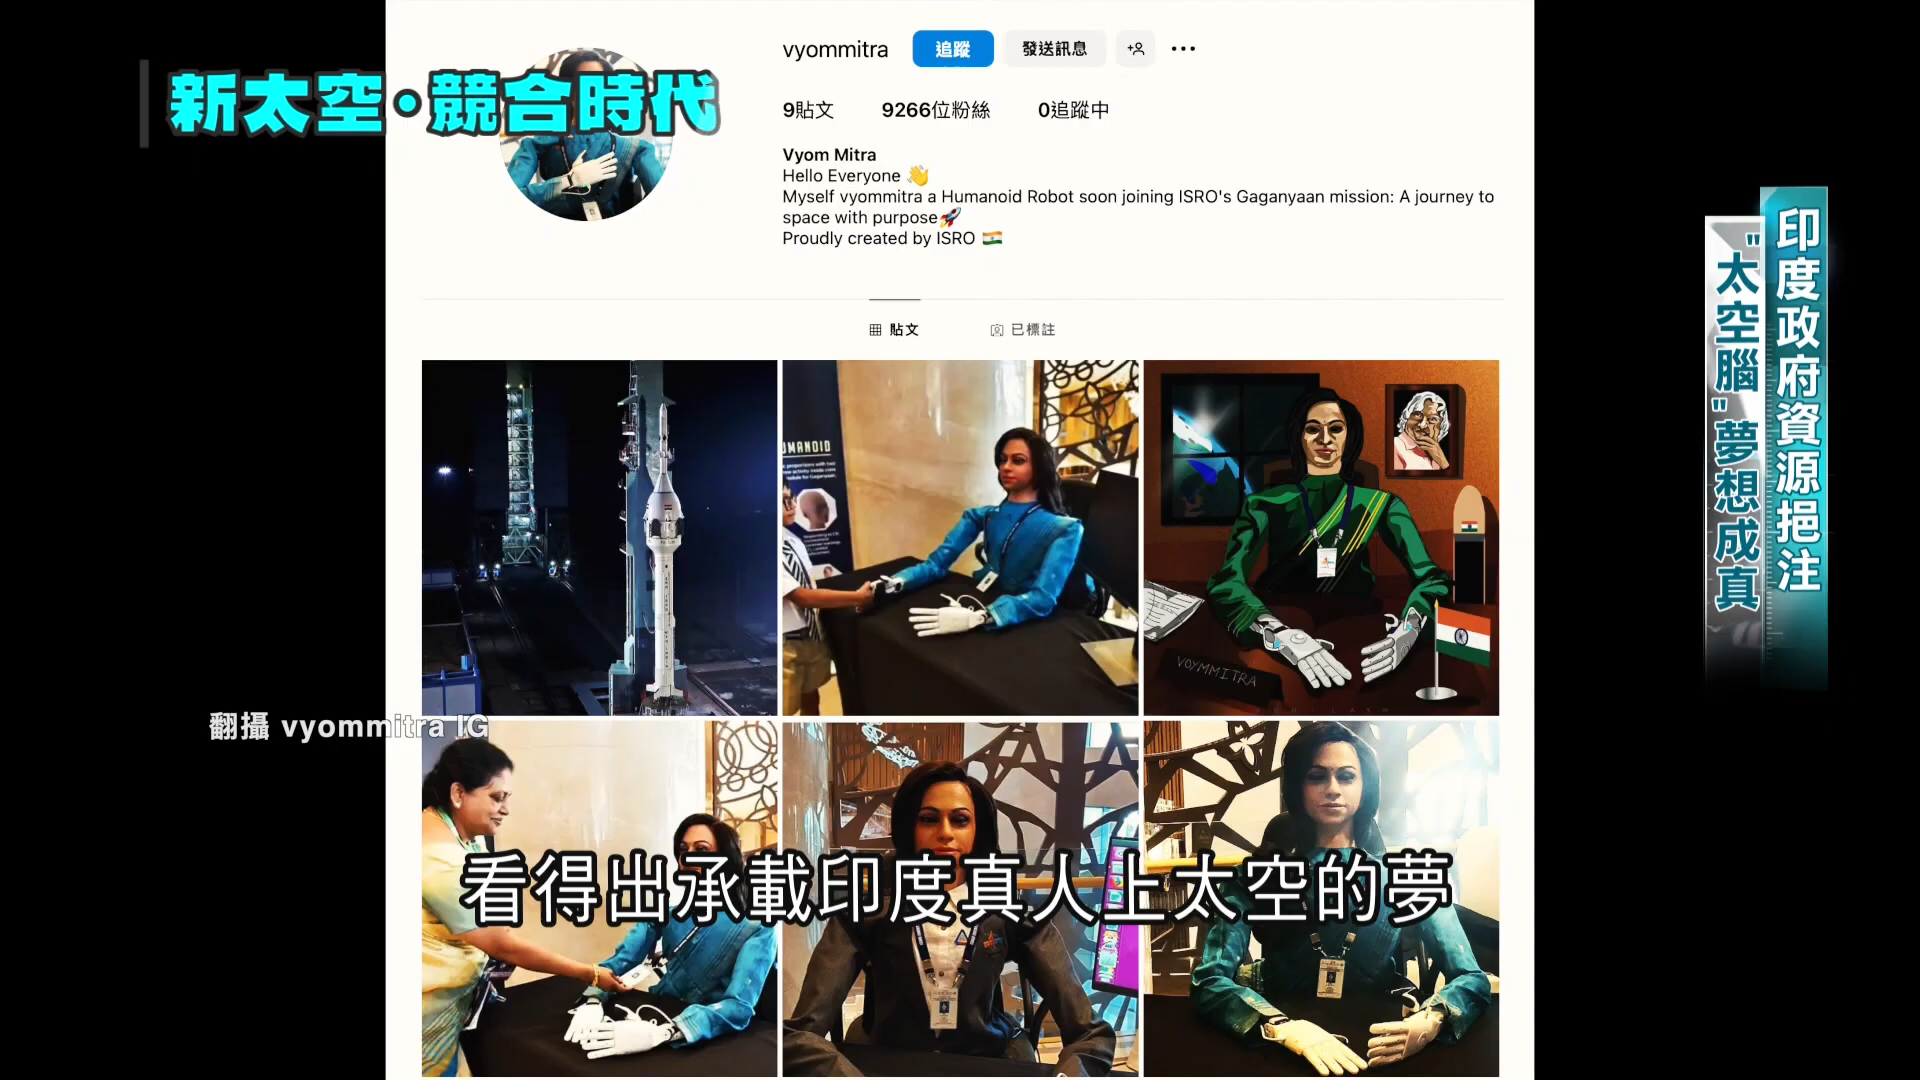 新太空•競合時代
vyommitra
追蹤
發送訊息
9貼文 9266位粉絲 0追蹤中
Vyom Mitra
Hello Everyone 👋
Myself vyommitra a Humanoid Robot soon joining ISRO's Gaganyaan mission: A journey to
space with purpose🚀
Proudly created by ISRO 🇮🇳
貼文
已標註
印度政府資源挹注
"太空腦"夢想成真
UMANOID
VOYMMITRA
翻攝 vyommitra IG
看得出承載印度真人上太空的夢